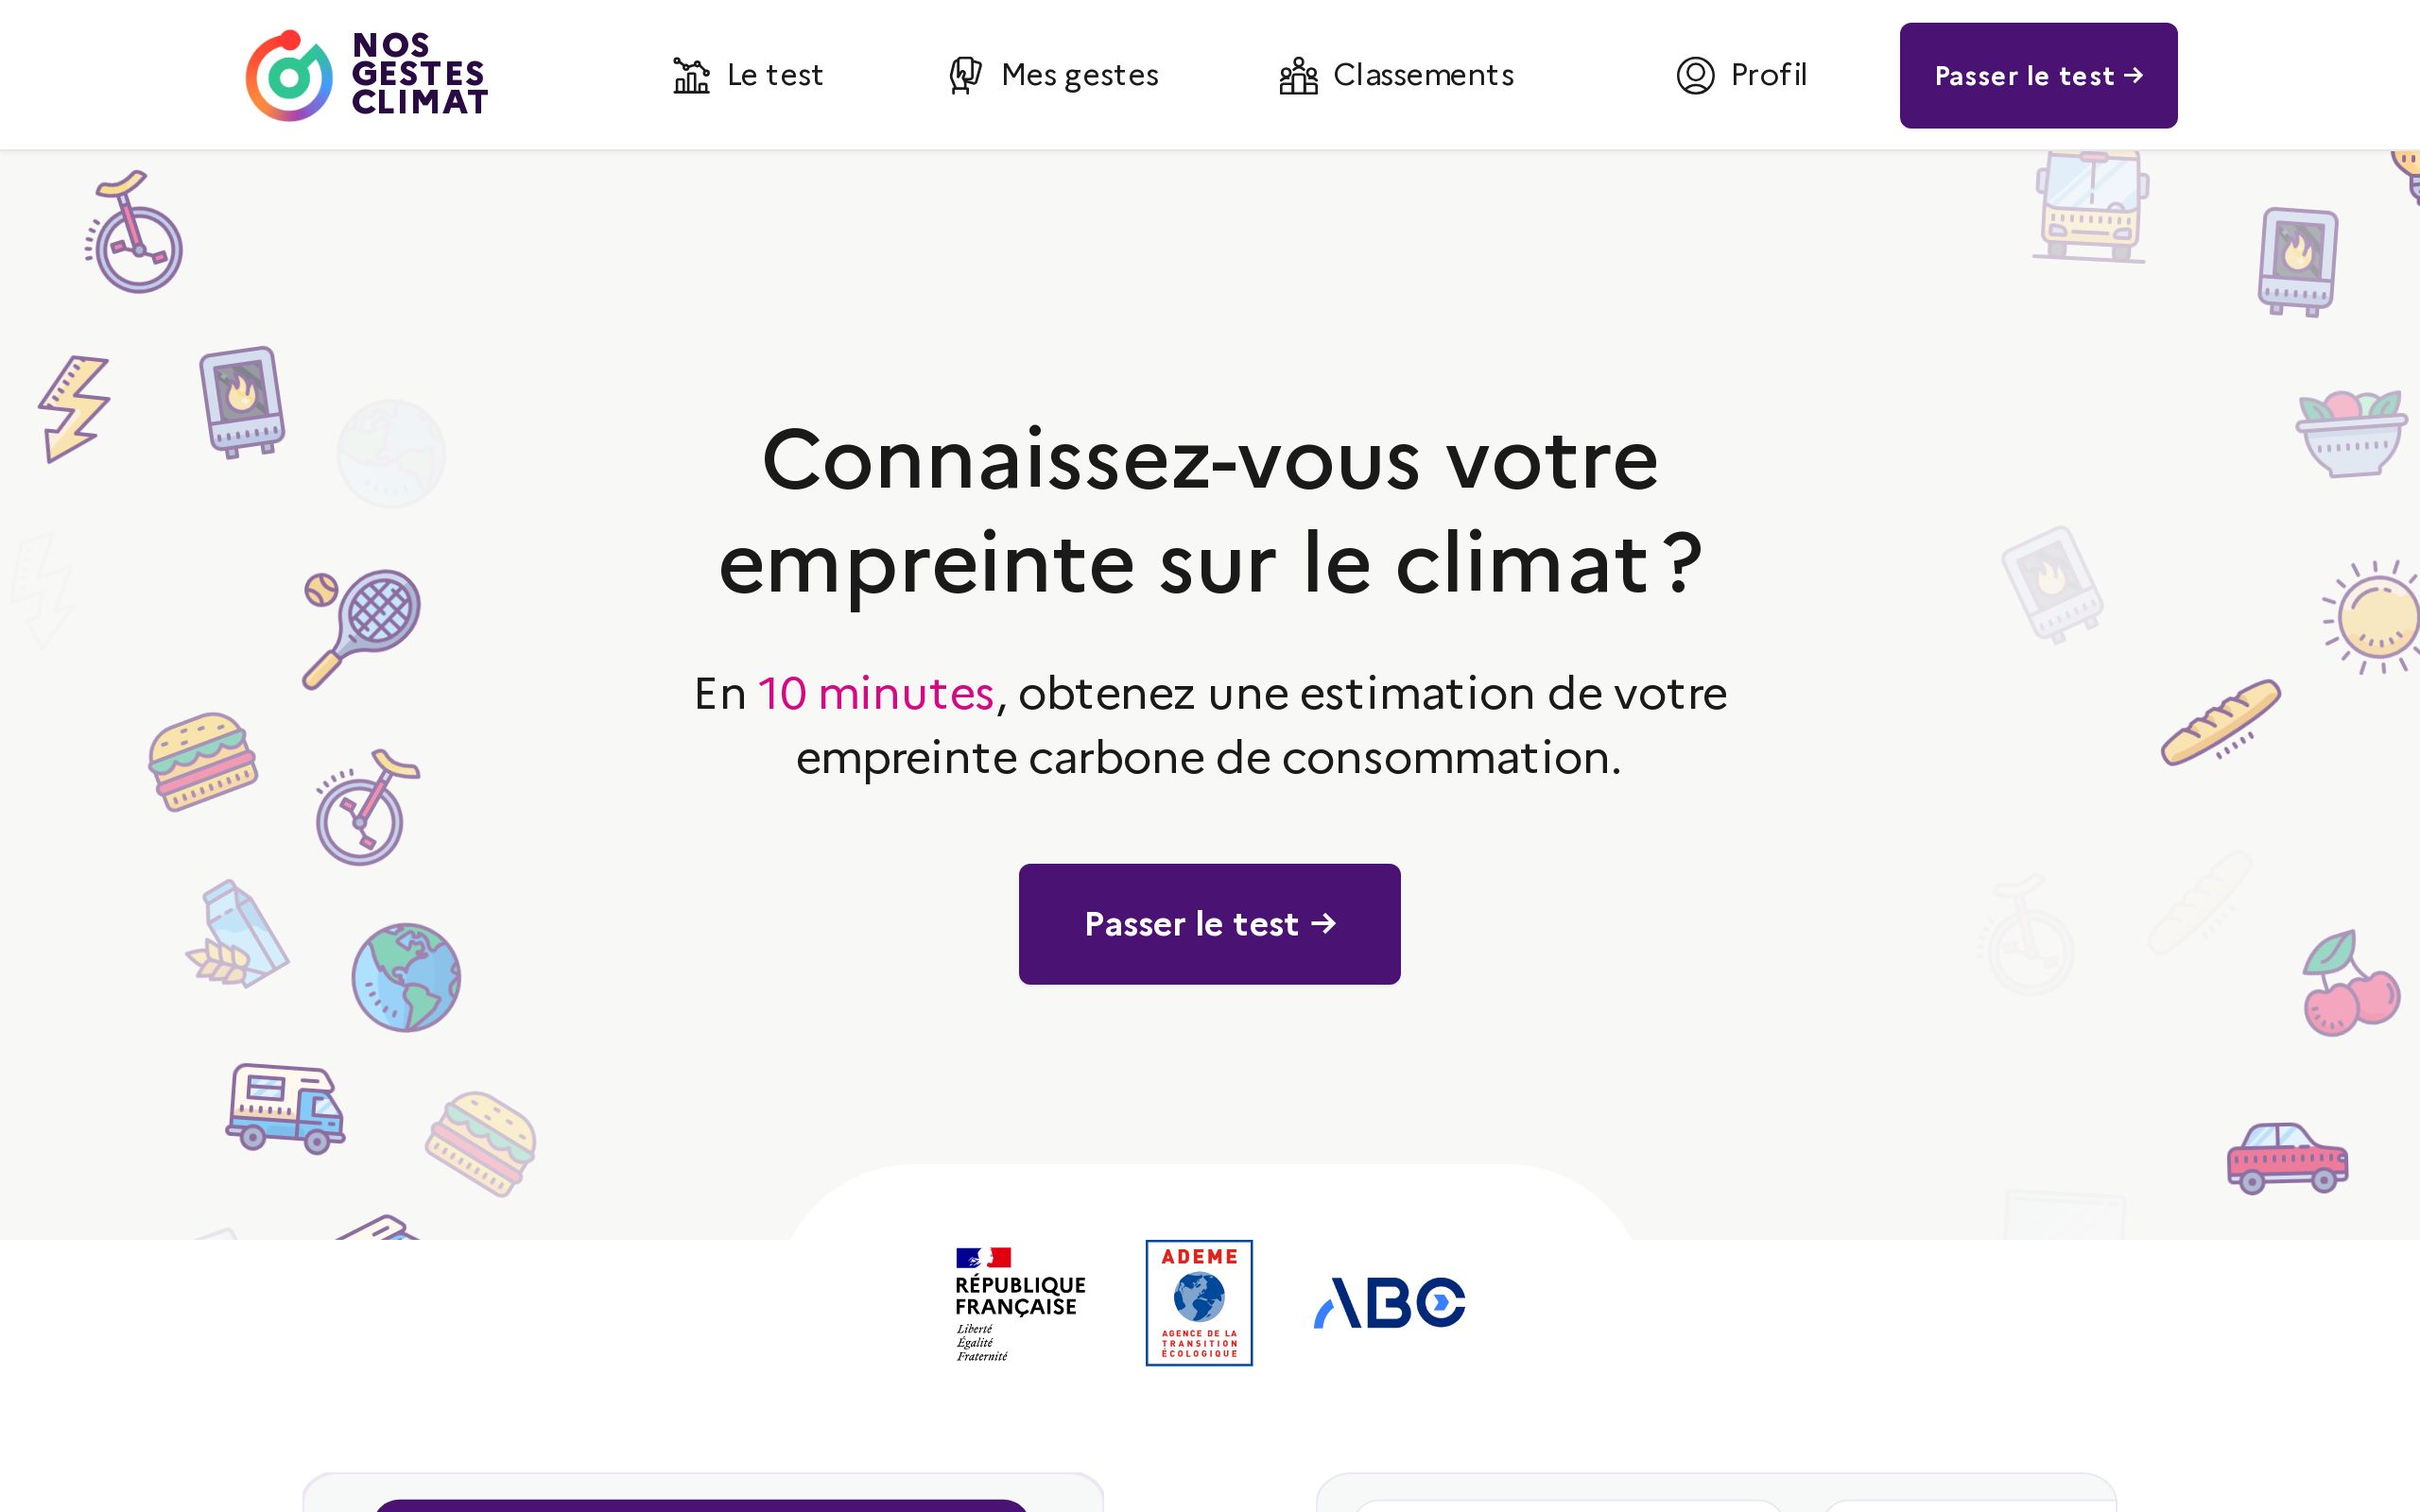 NOS
GESTES
CLIMAT
Le test
Mes gestes
Classements
Profil
Passer le test →
Connaissez-vous votre
empreinte sur le climat ?
En 10 minutes, obtenez une estimation de votre
empreinte carbone de consommation.
Passer le test →
RÉPUBLIQUE
FRANÇAISE
Liberté
Égalité
Fraternité
ADEME
AGENCE DE LA
TRANSITION
ÉCOLOGIQUE
ABC